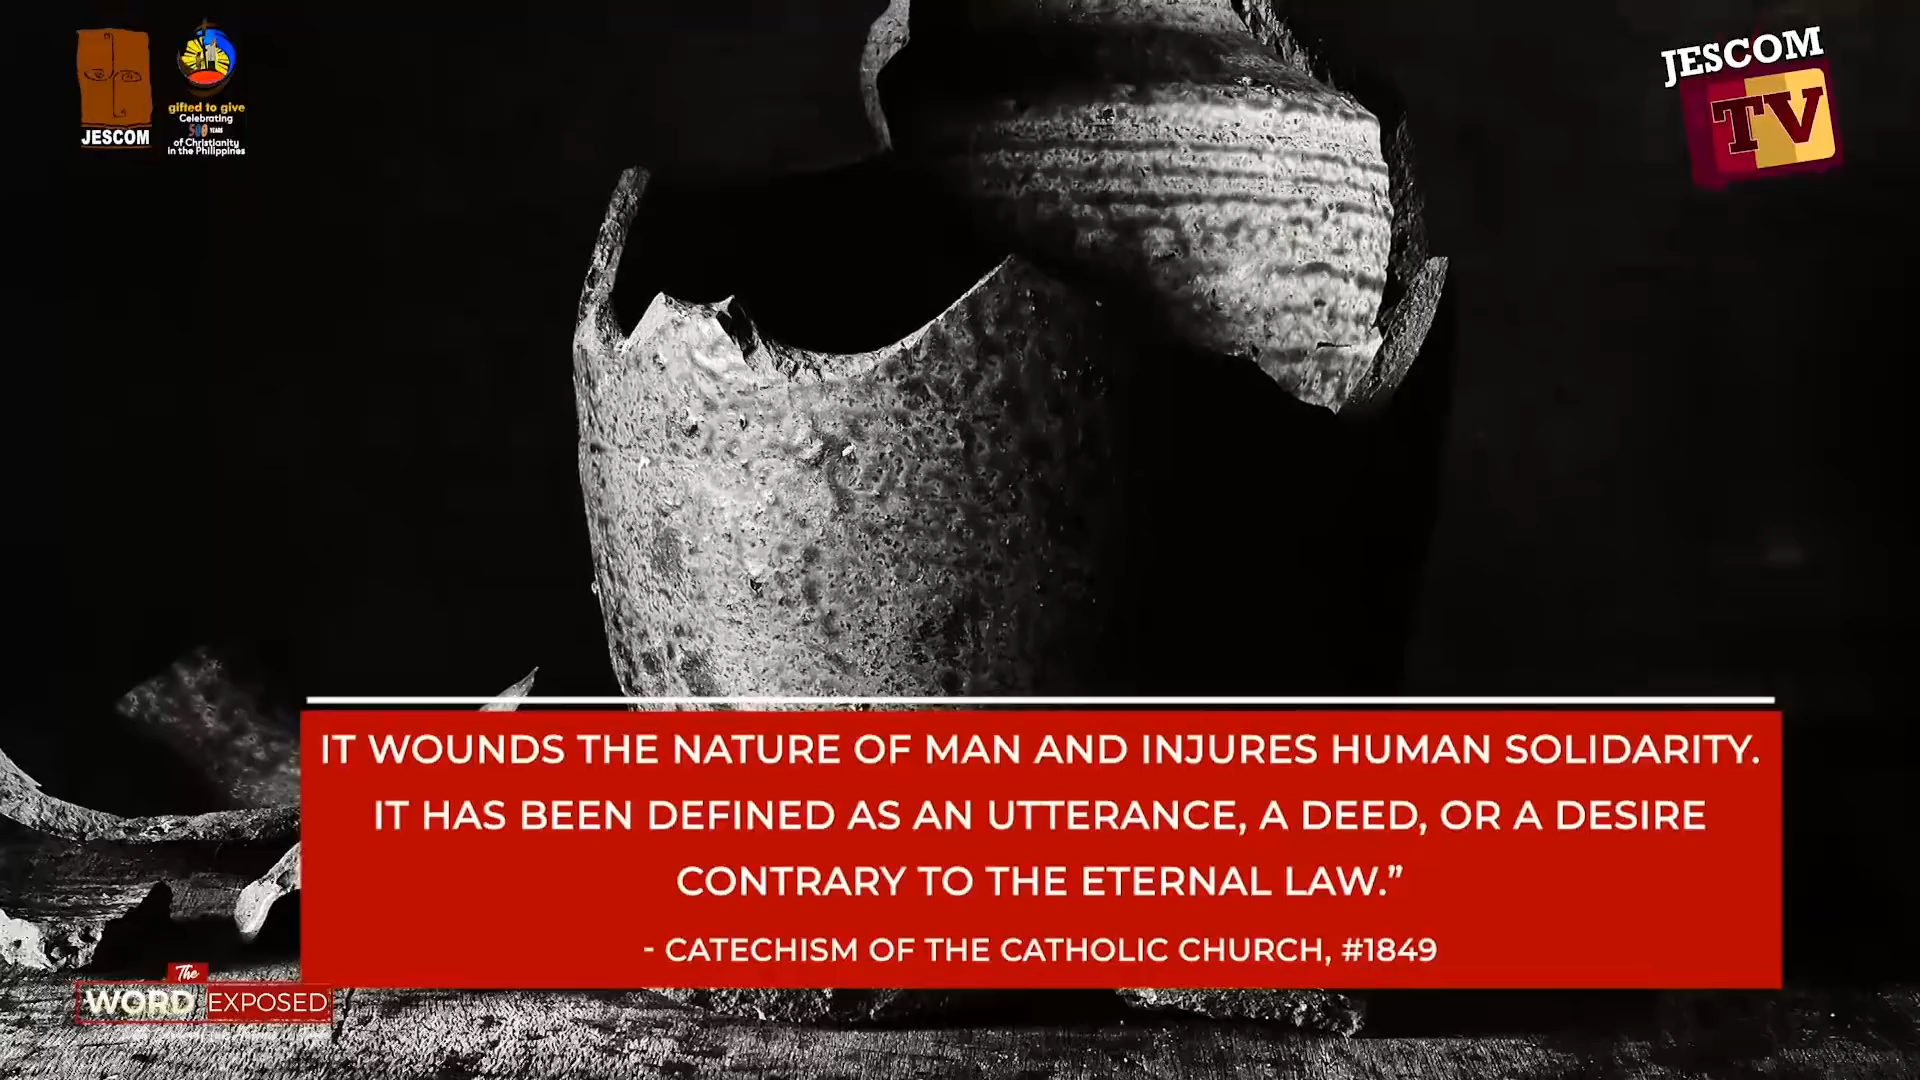 JESCOM
gifted to give
Celebrating
500 YEARS
of Christianity
in the Philippines
JESCOM
TV
IT WOUNDS THE NATURE OF MAN AND INJURES HUMAN SOLIDARITY.
IT HAS BEEN DEFINED AS AN UTTERANCE, A DEED, OR A DESIRE
CONTRARY TO THE ETERNAL LAW.”
- CATECHISM OF THE CATHOLIC CHURCH, #1849
The
WORD EXPOSED